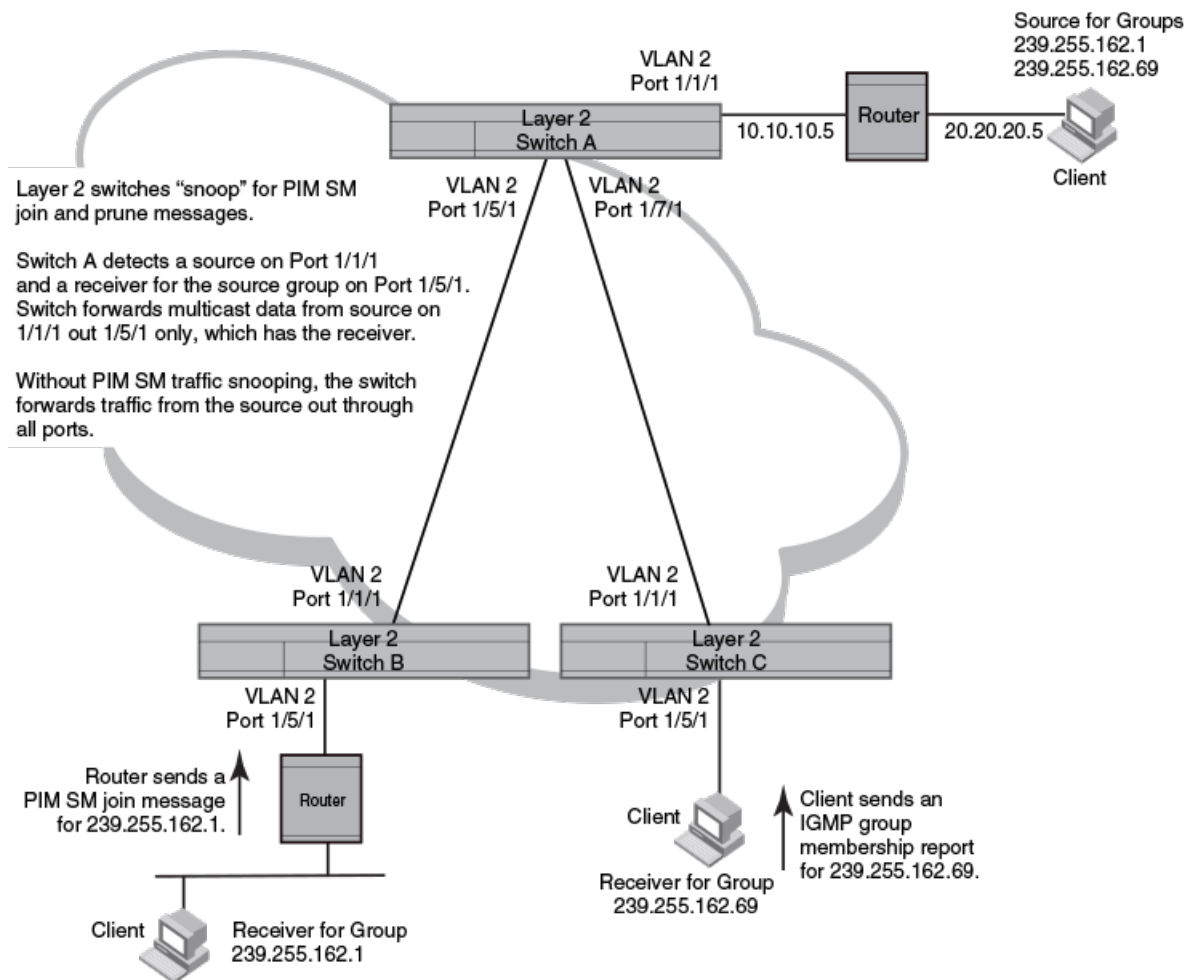 Source for Groups
239.255.162.1
239.255.162.69
VLAN 2
Port 1/1/1
Layer 2
Switch A
10.10.10.5
Router
20.20.20.5
Client
Layer 2 switches “snoop” for PIM SM
join and prune messages.
VLAN 2
Port 1/5/1
VLAN 2
Port 1/7/1
Switch A detects a source on Port 1/1/1
and a receiver for the source group on Port 1/5/1.
Switch forwards multicast data from source on
1/1/1 out 1/5/1 only, which has the receiver.
Without PIM SM traffic snooping, the switch
forwards traffic from the source out through
all ports.
VLAN 2
Port 1/1/1
VLAN 2
Port 1/1/1
Layer 2
Switch B
Layer 2
Switch C
VLAN 2
Port 1/5/1
VLAN 2
Port 1/5/1
Router sends a
PIM SM join message
for 239.255.162.1.
Router
Client
Client sends an
IGMP group
membership report
for 239.255.162.69.
Receiver for Group
239.255.162.69
Client
Receiver for Group
239.255.162.1